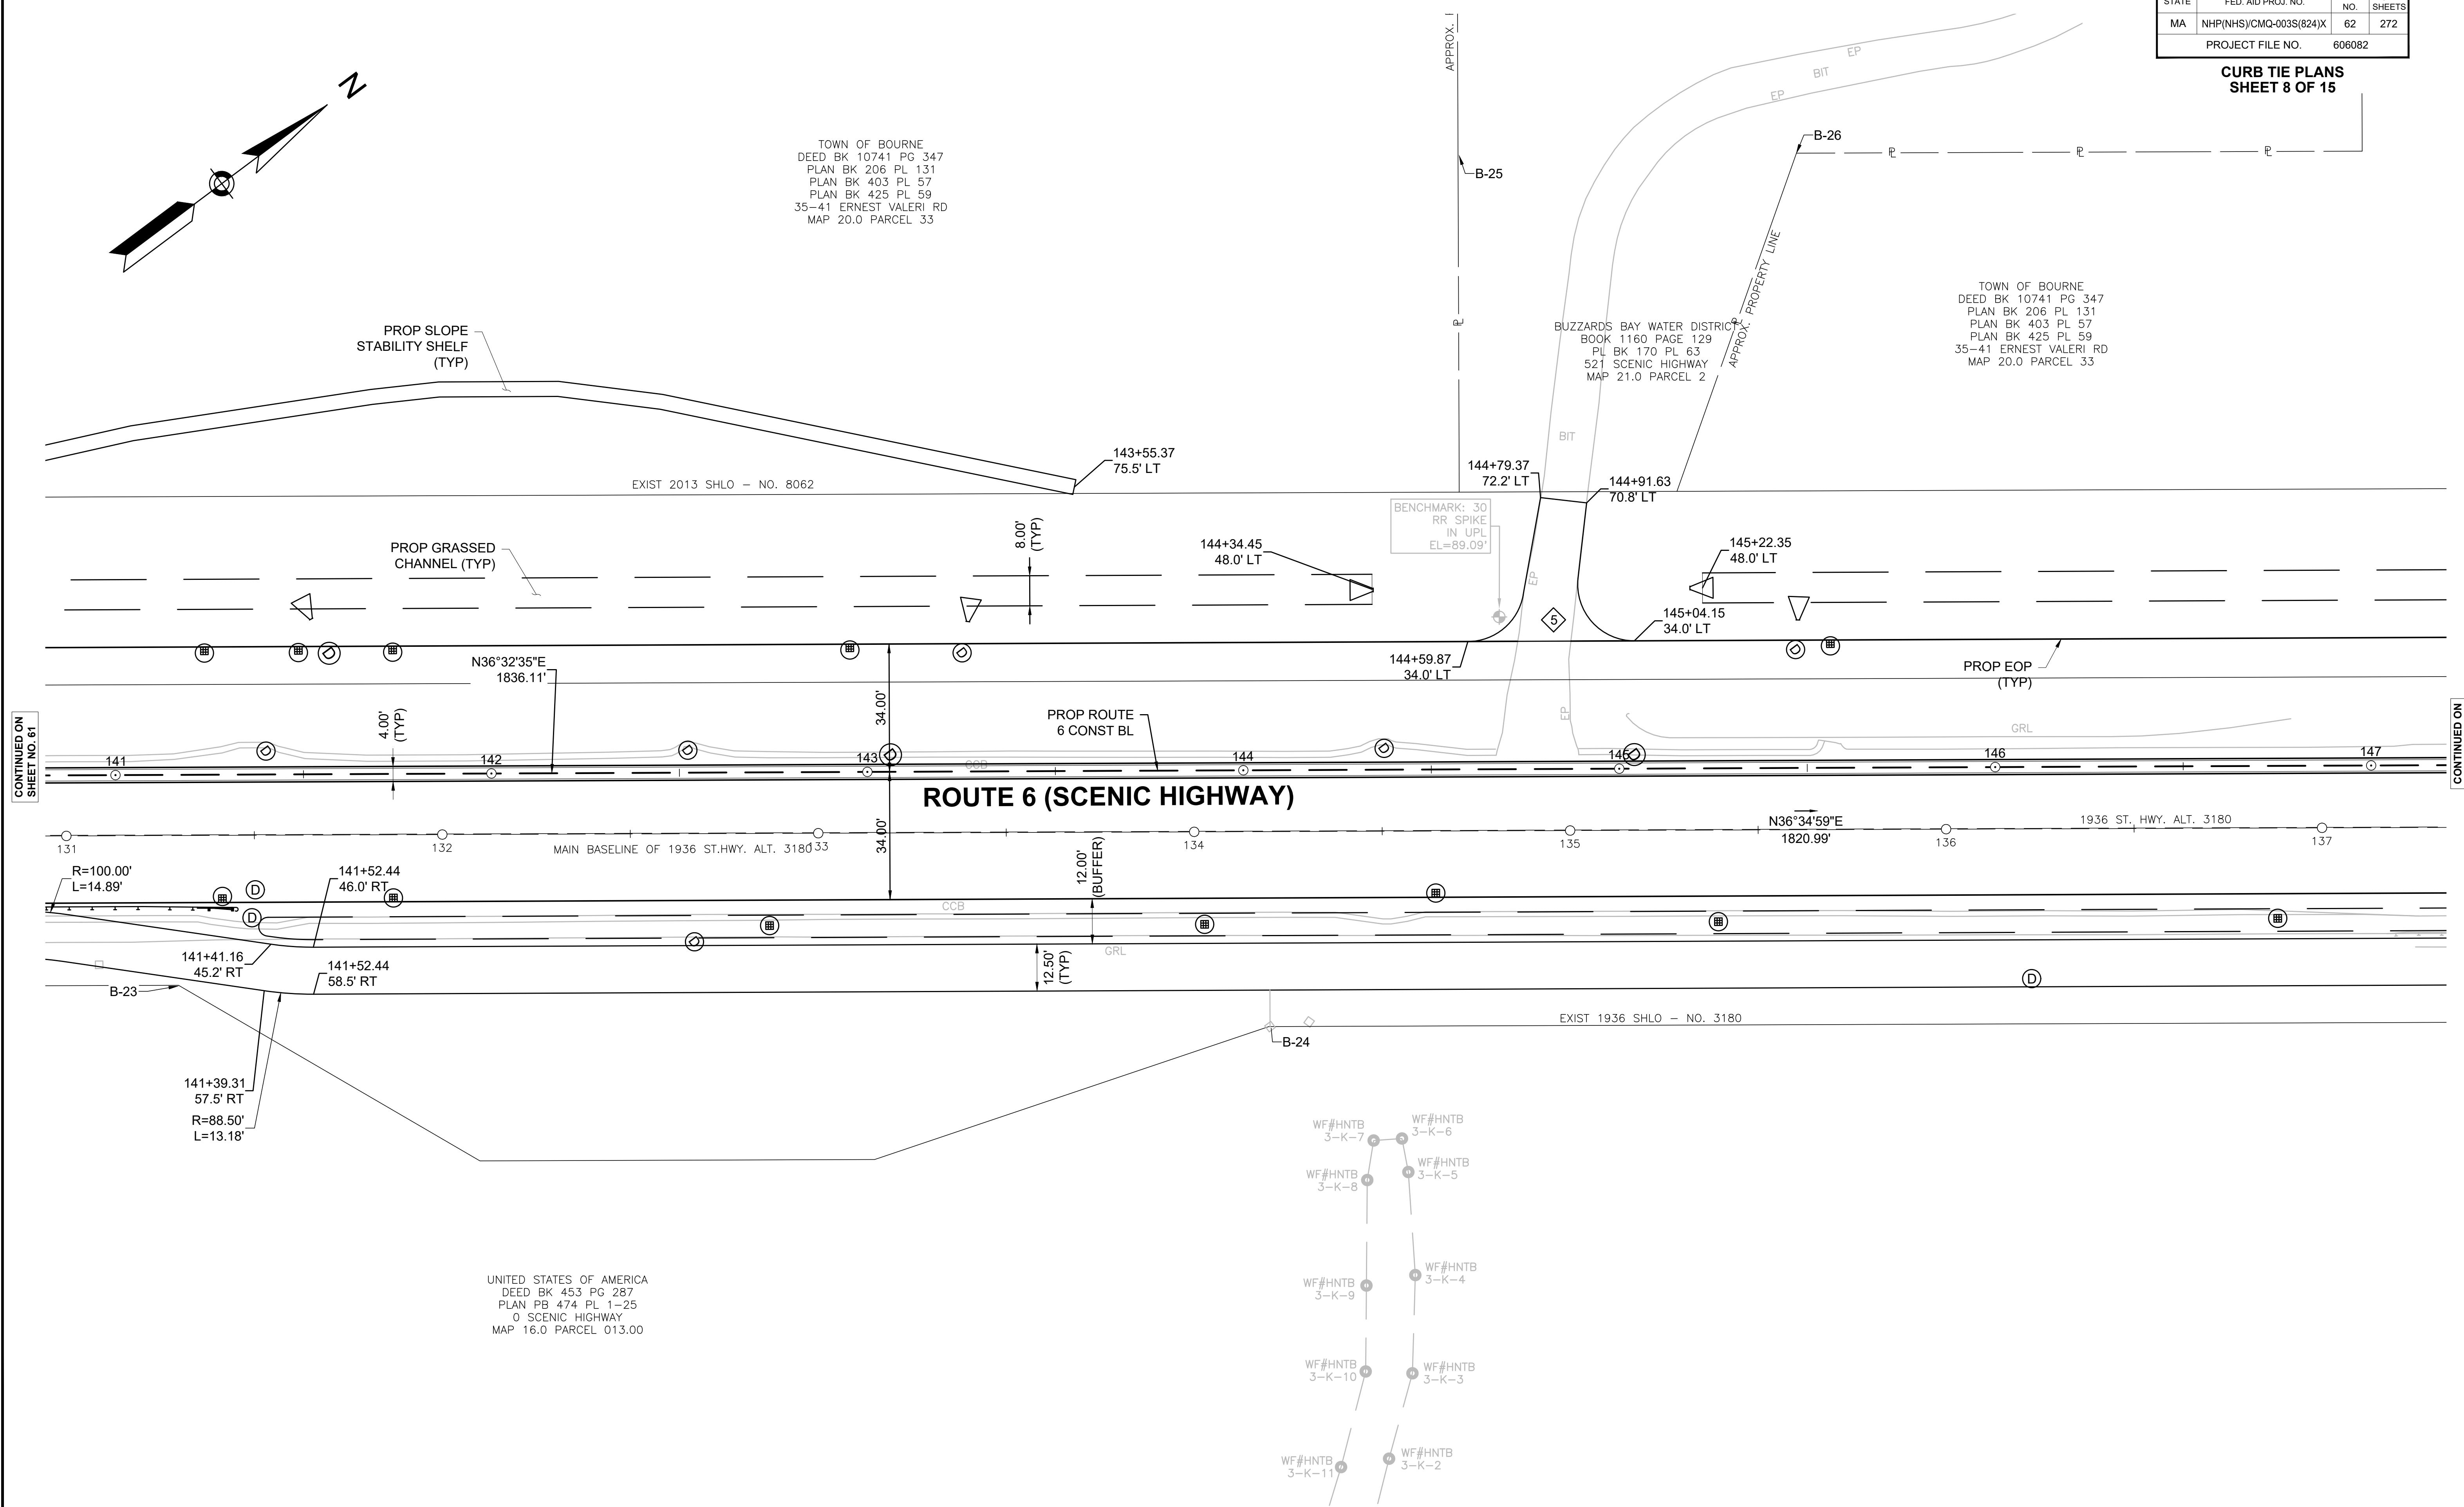 STATE
FED. AID PROJ. NO.
NO.
SHEETS
MA
NHP(NHS)/CMQ-003S(824)X
62
272
PROJECT FILE NO. 606082
CURB TIE PLANS
SHEET 8 OF 15
N
TOWN OF BOURNE
DEED BK 10741 PG 347
PLAN BK 206 PL 131
PLAN BK 403 PL 57
PLAN BK 425 PL 59
35-41 ERNEST VALERI RD
MAP 20.0 PARCEL 33
APPROX.
B-25
EP
BIT
EP
B-26
PL
PL
PL
PL
PL
APPROX. PROPERTY LINE
TOWN OF BOURNE
DEED BK 10741 PG 347
PLAN BK 206 PL 131
PLAN BK 403 PL 57
PLAN BK 425 PL 59
35-41 ERNEST VALERI RD
MAP 20.0 PARCEL 33
BUZZARDS BAY WATER DISTRICT
BOOK 1160 PAGE 129
PL BK 170 PL 63
521 SCENIC HIGHWAY
MAP 21.0 PARCEL 2
PROP SLOPE
STABILITY SHELF
(TYP)
BIT
143+55.37
75.5' LT
144+79.37
72.2' LT
144+91.63
70.8' LT
EXIST 2013 SHLO - NO. 8062
BENCHMARK: 30
RR SPIKE
IN UPL
EL=89.09'
PROP GRASSED
CHANNEL (TYP)
8.00'
(TYP)
144+34.45
48.0' LT
145+22.35
48.0' LT
EP
5
145+04.15
34.0' LT
144+59.87
34.0' LT
N36°32'35"E
1836.11'
PROP EOP
(TYP)
34.00'
4.00'
(TYP)
PROP ROUTE
6 CONST BL
EP
GRL
CONTINUED ON
SHEET NO. 61
CONTINUED ON
D
D
D
D
D
D
D
D
141
142
143
144
145
146
147
CCB
ROUTE 6 (SCENIC HIGHWAY)
N36°34'59"E
1820.99'
1936 ST. HWY. ALT. 3180
131
132
MAIN BASELINE OF 1936 ST.HWY. ALT. 3180
133
134
135
136
137
34.00'
12.00'
(BUFFER)
R=100.00'
L=14.89'
D
D
D
141+52.44
46.0' RT
CCB
GRL
141+41.16
45.2' RT
141+52.44
58.5' RT
12.50'
(TYP)
D
B-23
EXIST 1936 SHLO - NO. 3180
B-24
141+39.31
57.5' RT
R=88.50'
L=13.18'
WF#HNTB
3-K-7
WF#HNTB
3-K-6
WF#HNTB
3-K-8
WF#HNTB
3-K-5
WF#HNTB
3-K-9
WF#HNTB
3-K-4
WF#HNTB
3-K-10
WF#HNTB
3-K-3
WF#HNTB
3-K-11
WF#HNTB
3-K-2
UNITED STATES OF AMERICA
DEED BK 453 PG 287
PLAN PB 474 PL 1-25
0 SCENIC HIGHWAY
MAP 16.0 PARCEL 013.00